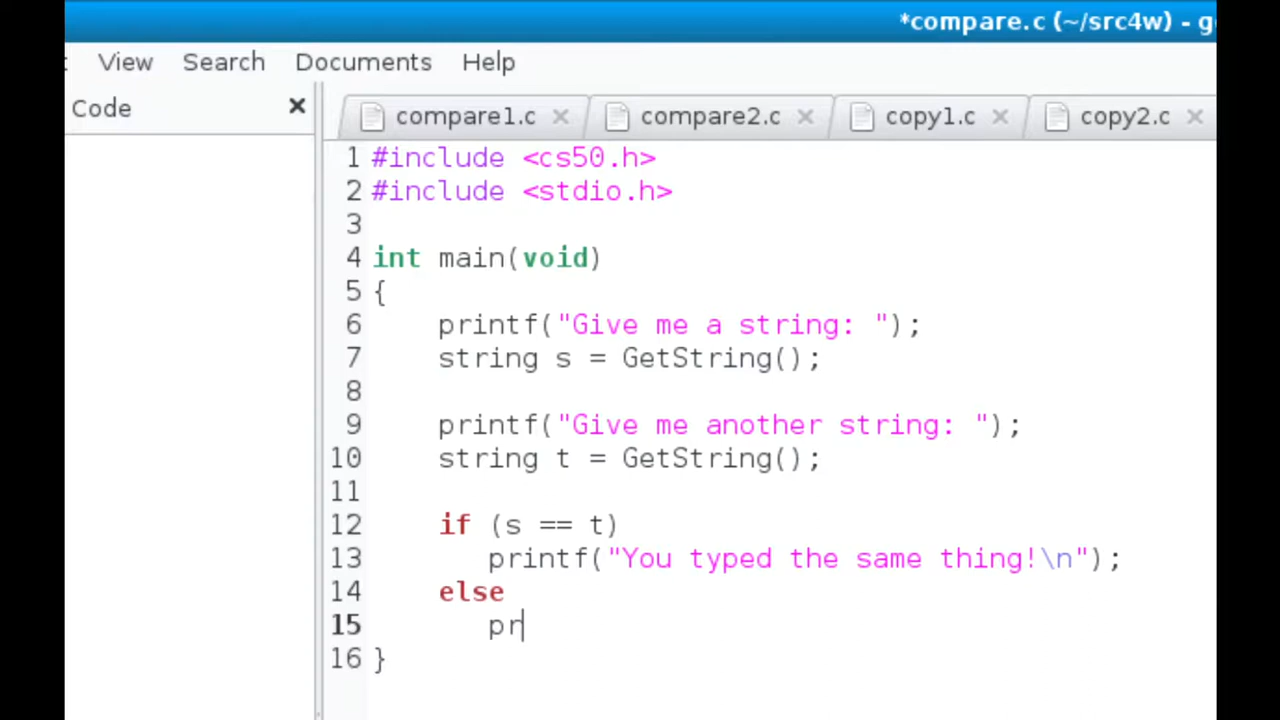 *compare.c (~/src4w) - g
View Search Documents Help
Code
compare1.c compare2.c copy1.c copy2.c
1 #include <cs50.h>
2 #include <stdio.h>
3
4 int main(void)
5 {
6     printf("Give me a string: ");
7     string s = GetString();
8
9     printf("Give me another string: ");
10     string t = GetString();
11
12     if (s == t)
13        printf("You typed the same thing!\n");
14     else
15        pr
16 }